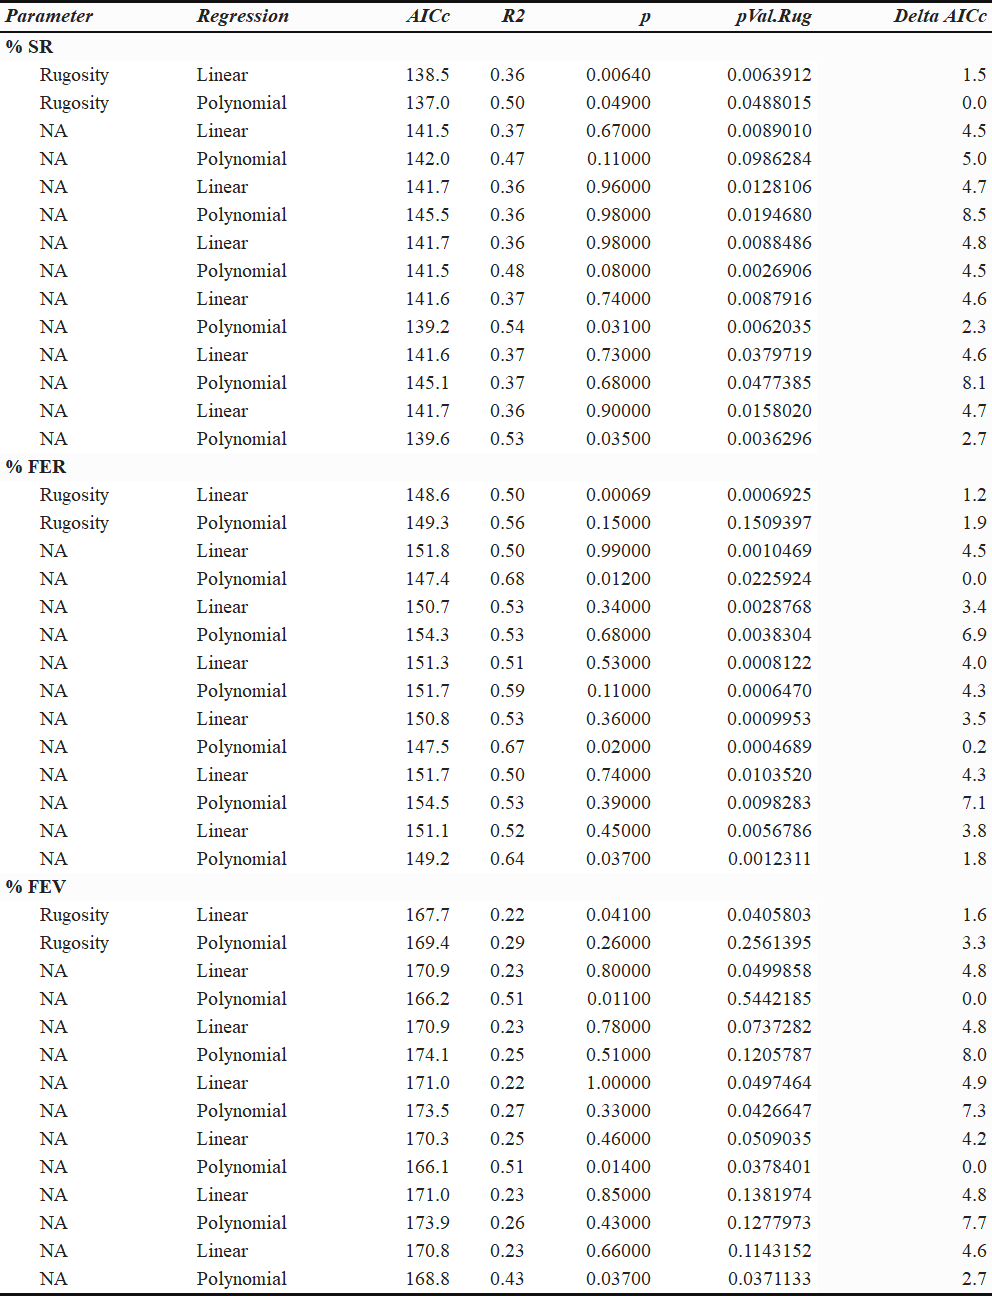 Parameter Regression AICc R2 p pVal.Rug Delta AICc
% SR
Rugosity Linear 138.5 0.36 0.00640 0.0063912 1.5
Rugosity Polynomial 137.0 0.50 0.04900 0.0488015 0.0
NA Linear 141.5 0.37 0.67000 0.0089010 4.5
NA Polynomial 142.0 0.47 0.11000 0.0986284 5.0
NA Linear 141.7 0.36 0.96000 0.0128106 4.7
NA Polynomial 145.5 0.36 0.98000 0.0194680 8.5
NA Linear 141.7 0.36 0.98000 0.0088486 4.8
NA Polynomial 141.5 0.48 0.08000 0.0026906 4.5
NA Linear 141.6 0.37 0.74000 0.0087916 4.6
NA Polynomial 139.2 0.54 0.03100 0.0062035 2.3
NA Linear 141.6 0.37 0.73000 0.0379719 4.6
NA Polynomial 145.1 0.37 0.68000 0.0477385 8.1
NA Linear 141.7 0.36 0.90000 0.0158020 4.7
NA Polynomial 139.6 0.53 0.03500 0.0036296 2.7
% FER
Rugosity Linear 148.6 0.50 0.00069 0.0006925 1.2
Rugosity Polynomial 149.3 0.56 0.15000 0.1509397 1.9
NA Linear 151.8 0.50 0.99000 0.0010469 4.5
NA Polynomial 147.4 0.68 0.01200 0.0225924 0.0
NA Linear 150.7 0.53 0.34000 0.0028768 3.4
NA Polynomial 154.3 0.53 0.68000 0.0038304 6.9
NA Linear 151.3 0.51 0.53000 0.0008122 4.0
NA Polynomial 151.7 0.59 0.11000 0.0006470 4.3
NA Linear 150.8 0.53 0.36000 0.0009953 3.5
NA Polynomial 147.5 0.67 0.02000 0.0004689 0.2
NA Linear 151.7 0.50 0.74000 0.0103520 4.3
NA Polynomial 154.5 0.53 0.39000 0.0098283 7.1
NA Linear 151.1 0.52 0.45000 0.0056786 3.8
NA Polynomial 149.2 0.64 0.03700 0.0012311 1.8
% FEV
Rugosity Linear 167.7 0.22 0.04100 0.0405803 1.6
Rugosity Polynomial 169.4 0.29 0.26000 0.2561395 3.3
NA Linear 170.9 0.23 0.80000 0.0499858 4.8
NA Polynomial 166.2 0.51 0.01100 0.5442185 0.0
NA Linear 170.9 0.23 0.78000 0.0737282 4.8
NA Polynomial 174.1 0.25 0.51000 0.1205787 8.0
NA Linear 171.0 0.22 1.00000 0.0497464 4.9
NA Polynomial 173.5 0.27 0.33000 0.0426647 7.3
NA Linear 170.3 0.25 0.46000 0.0509035 4.2
NA Polynomial 166.1 0.51 0.01400 0.0378401 0.0
NA Linear 171.0 0.23 0.85000 0.1381974 4.8
NA Polynomial 173.9 0.26 0.43000 0.1277973 7.7
NA Linear 170.8 0.23 0.66000 0.1143152 4.6
NA Polynomial 168.8 0.43 0.03700 0.0371133 2.7